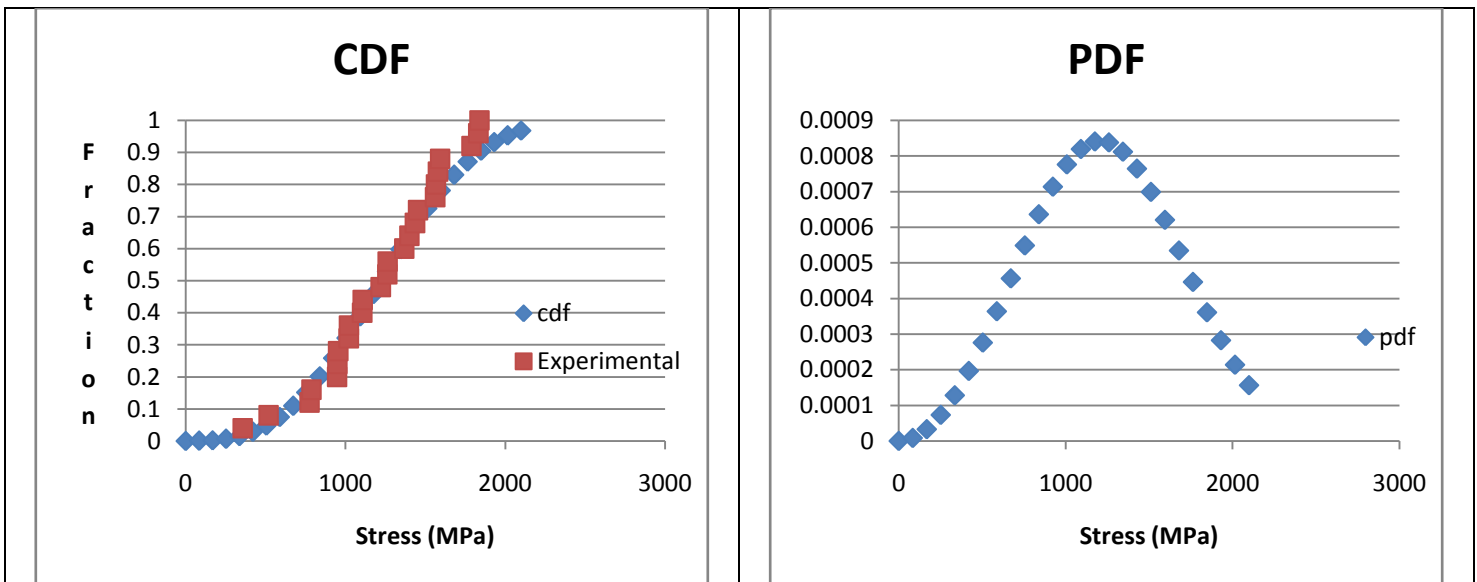 CDF
F
r
a
c
t
i
o
n
1
0.9
0.8
0.7
0.6
0.5
0.4
0.3
0.2
0.1
0
0 1000 2000 3000
Stress (MPa)
cdf
Experimental
PDF
0.0009
0.0008
0.0007
0.0006
0.0005
0.0004
0.0003
0.0002
0.0001
0
0 1000 2000 3000
Stress (MPa)
pdf